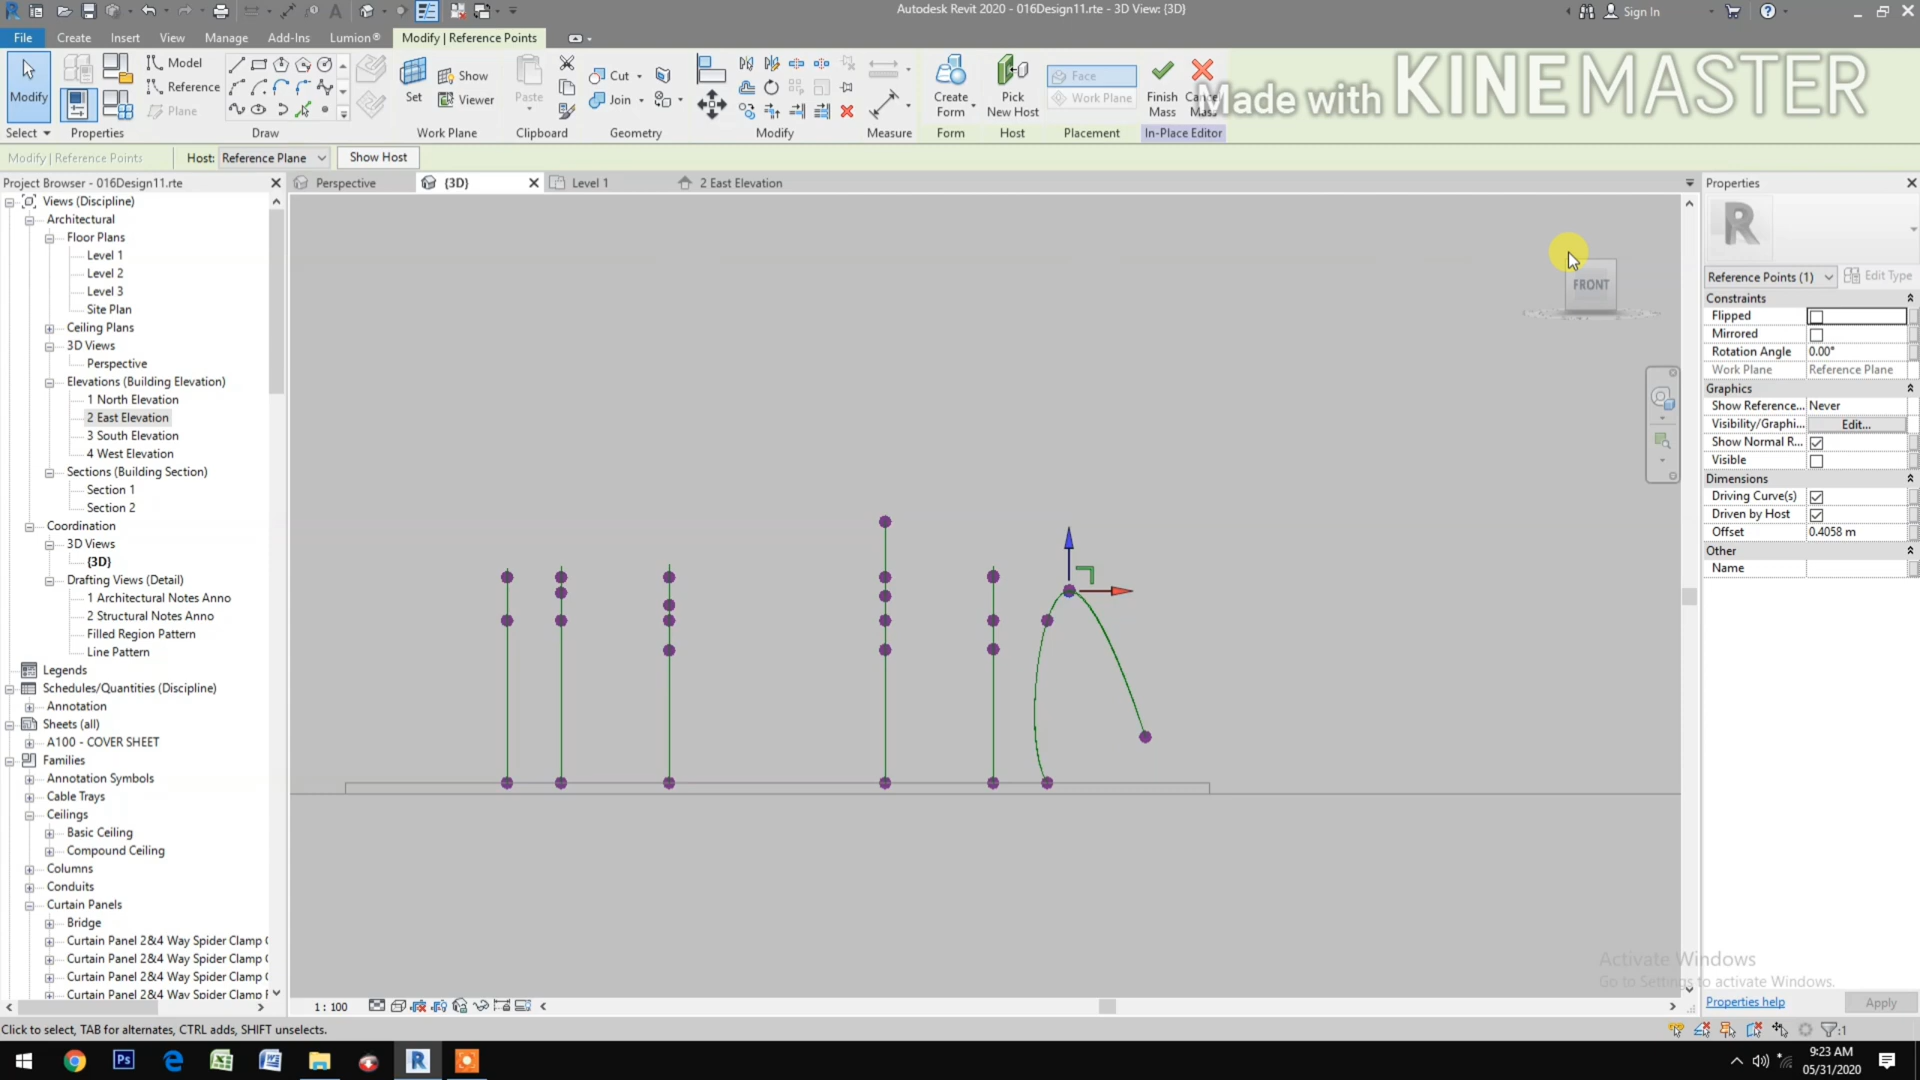 Autodesk Revit 2020 - 016Design11.rte - 3D View: {3D}
Sign In
File Create Insert View Manage Add-Ins Lumion® Modify | Reference Points
Modify
Select
Properties
Model
Reference
Plane
Draw
Set
Show
Viewer
Work Plane
Paste
Clipboard
Cut
Join
Geometry
Modify
Measure
Create
Form
Form
Pick
New Host
Host
Face
Work Plane
Placement
Finish
Mass
Cancel
Mass
In-Place Editor
Made with KINEMASTER
Modify | Reference Points
Host: Reference Plane
Show Host
Project Browser - 016Design11.rte
Perspective
{3D}
Level 1
2 East Elevation
Properties
Views (Discipline)
Architectural
Floor Plans
Level 1
Level 2
Level 3
Site Plan
Ceiling Plans
3D Views
Perspective
Elevations (Building Elevation)
1 North Elevation
2 East Elevation
3 South Elevation
4 West Elevation
Sections (Building Section)
Section 1
Section 2
Coordination
3D Views
{3D}
Drafting Views (Detail)
1 Architectural Notes Anno
2 Structural Notes Anno
Filled Region Pattern
Line Pattern
Legends
Schedules/Quantities (Discipline)
Annotation
Sheets (all)
A100 - COVER SHEET
Families
Annotation Symbols
Cable Trays
Ceilings
Basic Ceiling
Compound Ceiling
Columns
Conduits
Curtain Panels
Bridge
Curtain Panel 2&4 Way Spider Clamp
Curtain Panel 2&4 Way Spider Clamp
Curtain Panel 2&4 Way Spider Clamp
Curtain Panel 2&4 Way Spider Clamp
FRONT
R
Reference Points (1)
Edit Type
Constraints
Flipped
Mirrored
Rotation Angle 0.00°
Work Plane Reference Plane
Graphics
Show Reference... Never
Visibility/Graphi... Edit...
Show Normal R...
Visible
Dimensions
Driving Curve(s)
Driven by Host
Offset 0.4058 m
Other
Name
Activate Windows
Go to Settings to activate Windows.
Properties help
Apply
1 : 100
Click to select, TAB for alternates, CTRL adds, SHIFT unselects.
:1
9:23 AM
05/31/2020